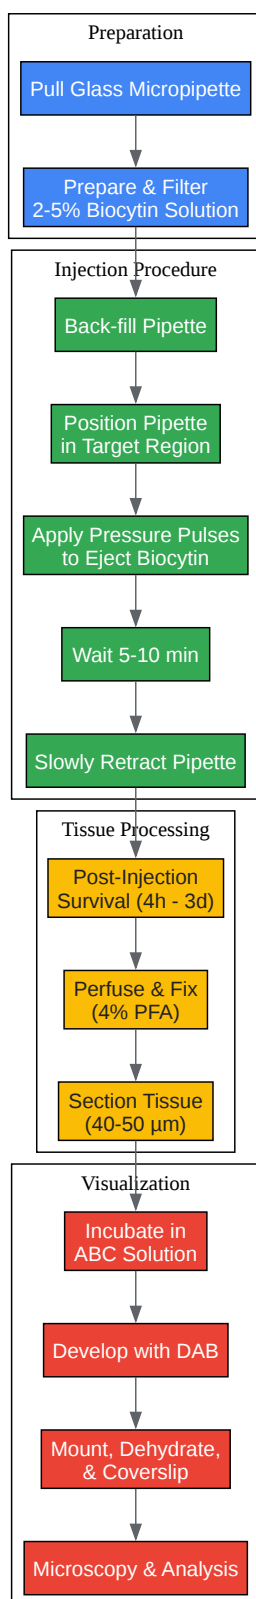 Preparation
Pull Glass Micropipette
Prepare & Filter
2-5% Biocytin Solution
Injection Procedure
Back-fill Pipette
Position Pipette
in Target Region
Apply Pressure Pulses
to Eject Biocytin
Wait 5-10 min
Slowly Retract Pipette
Tissue Processing
Post-Injection
Survival (4h - 3d)
Perfuse & Fix
(4% PFA)
Section Tissue
(40-50 µm)
Visualization
Incubate in
ABC Solution
Develop with DAB
Mount, Dehydrate,
& Coverslip
Microscopy & Analysis